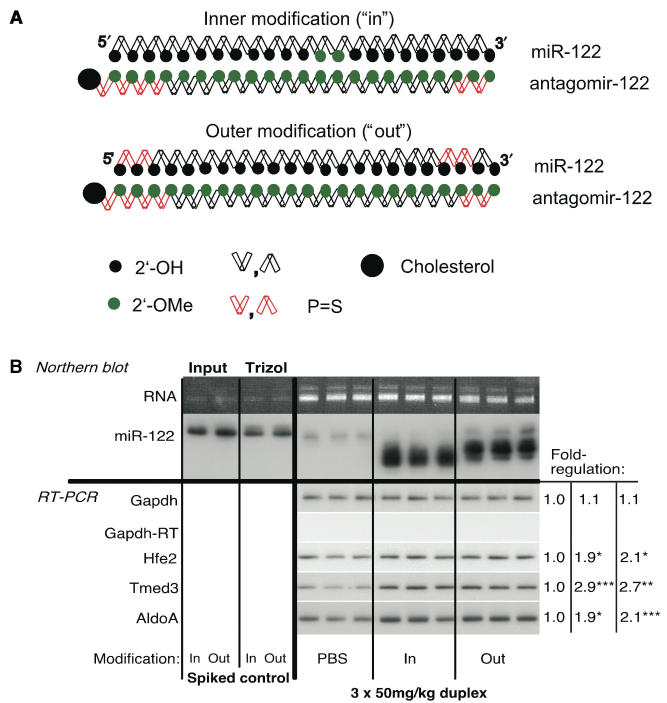 A
Inner modification (“in”)
5′ 3′ miR-122
antagomir-122
Outer modification (“out”)
5′ 3′ miR-122
antagomir-122
2‘-OH , Cholesterol
2‘-OMe , P=S
B Northern blot Input Trizol
RNA
miR-122
Fold-
regulation:
RT-PCR
Gapdh 1.0 1.1 1.1
Gapdh-RT
Hfe2 1.0 1.9* 2.1*
Tmed3 1.0 2.9*** 2.7**
AldoA 1.0 1.9* 2.1***
Modification: In Out In Out PBS In Out
Spiked control
3 x 50mg/kg duplex